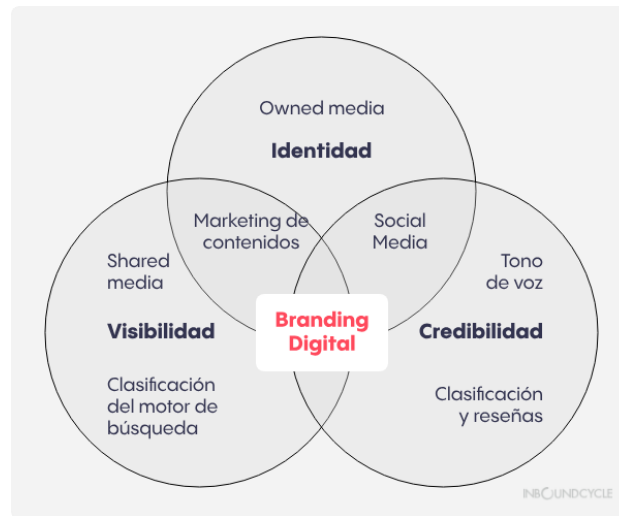 Owned media
Identidad
Marketing de
contenidos
Social
Media
Shared
media
Tono
de voz
Visibilidad
Branding
Digital
Credibilidad
Clasificación
del motor de
búsqueda
Clasificación
y reseñas
INBOUNDCYCLE